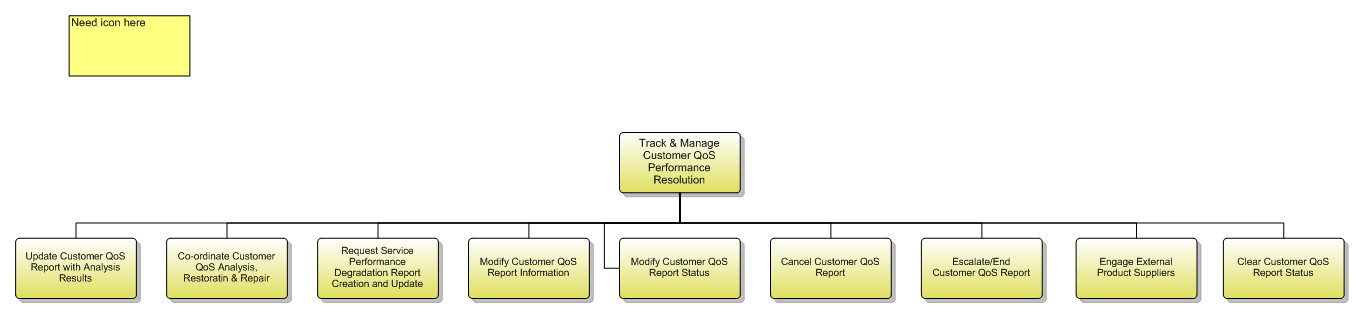 Need icon here
Track & Manage
Customer QoS
Performance
Resolution
Update Customer QoS
Report with Analysis
Results
Co-ordinate Customer
QoS Analysis,
Restoratin & Repair
Request Service
Performance
Degradation Report
Creation and Update
Modify Customer QoS
Report Information
Modify Customer QoS
Report Status
Cancel Customer QoS
Report
Escalate/End
Customer QoS Report
Engage External
Product Suppliers
Clear Customer QoS
Report Status